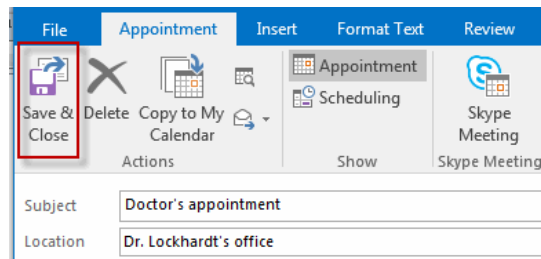 File Appointment Insert Format Text Review
Appointment
Scheduling
Save & Close
Delete
Copy to My Calendar
Skype Meeting
Actions Show Skype Meeting
Subject Doctor's appointment
Location Dr. Lockhardt's office